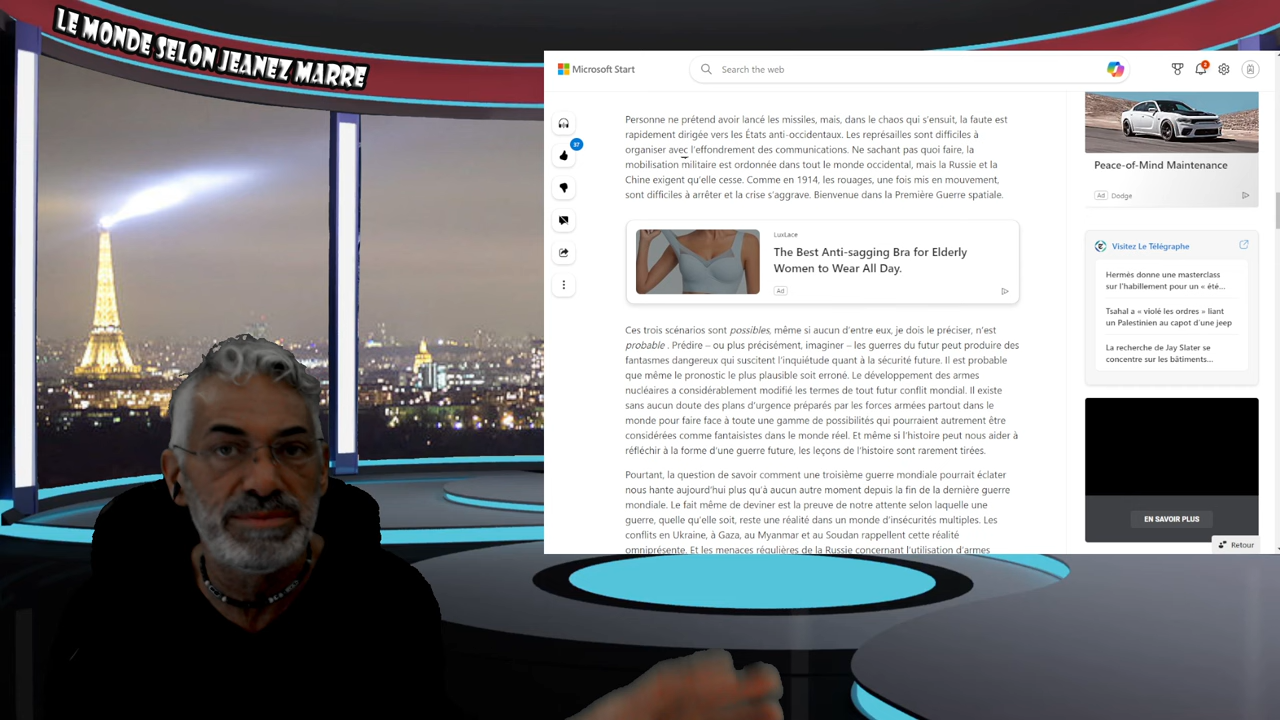 LE MONDE SELON JEANEZ MARRE
Microsoft Start
Search the web
2
Personne ne prétend avoir lancé les missiles, mais, dans le chaos qui s'ensuit, la faute est
rapidement dirigée vers les États anti-occidentaux. Les représailles sont difficiles à
organiser avec l'effondrement des communications. Ne sachant pas quoi faire, la
mobilisation militaire est ordonnée dans tout le monde occidental, mais la Russie et la
Chine exigent qu'elle cesse. Comme en 1914, les rouages, une fois mis en mouvement,
sont difficiles à arrêter et la crise s'aggrave. Bienvenue dans la Première Guerre spatiale.
37
LuxLace
The Best Anti-sagging Bra for Elderly
Women to Wear All Day.
Ad
Ces trois scénarios sont possibles, même si aucun d'entre eux, je dois le préciser, n'est
probable . Prédire – ou plus précisément, imaginer – les guerres du futur peut produire des
fantasmes dangereux qui suscitent l'inquiétude quant à la sécurité future. Il est probable
que même le pronostic le plus plausible soit erroné. Le développement des armes
nucléaires a considérablement modifié les termes de tout futur conflit mondial. Il existe
sans aucun doute des plans d'urgence préparés par les forces armées partout dans le
monde pour faire face à toute une gamme de possibilités qui pourraient autrement être
considérées comme fantaisistes dans le monde réel. Et même si l'histoire peut nous aider à
réfléchir à la forme d'une guerre future, les leçons de l'histoire sont rarement tirées.
Pourtant, la question de savoir comment une troisième guerre mondiale pourrait éclater
nous hante aujourd'hui plus qu'à aucun autre moment depuis la fin de la dernière guerre
mondiale. Le fait même de deviner est la preuve de notre attente selon laquelle une
guerre, quelle qu'elle soit, reste une réalité dans un monde d'insécurités multiples. Les
conflits en Ukraine, à Gaza, au Myanmar et au Soudan rappellent cette réalité
omniprésente. Et les menaces régulières de la Russie concernant l'utilisation d'armes
Peace-of-Mind Maintenance
Ad Dodge
Visitez Le Télégraphe
Hermés donne une masterclass
sur l'habillement pour un « été...
Tsahal a « violé les ordres » liant
un Palestinien au capot d'une jeep
La recherche de Jay Slater se
concentre sur les bâtiments...
EN SAVOIR PLUS
Retour